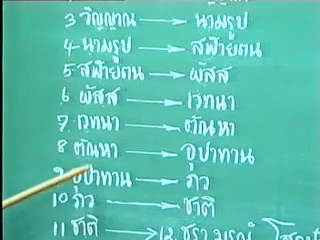 3 วิญญาณ → นามรูป
4 นามรูป → สฬายตน
5 สฬายตน → ผัสส
6 ผัสส → เวทนา
7 เวทนา → ตัณหา
8 ตัณหา → อุปาทาน
9 อุปาทาน → ภว
10 ภว → ชาติ
11 ชาติ → 12 ชรา มรณ์